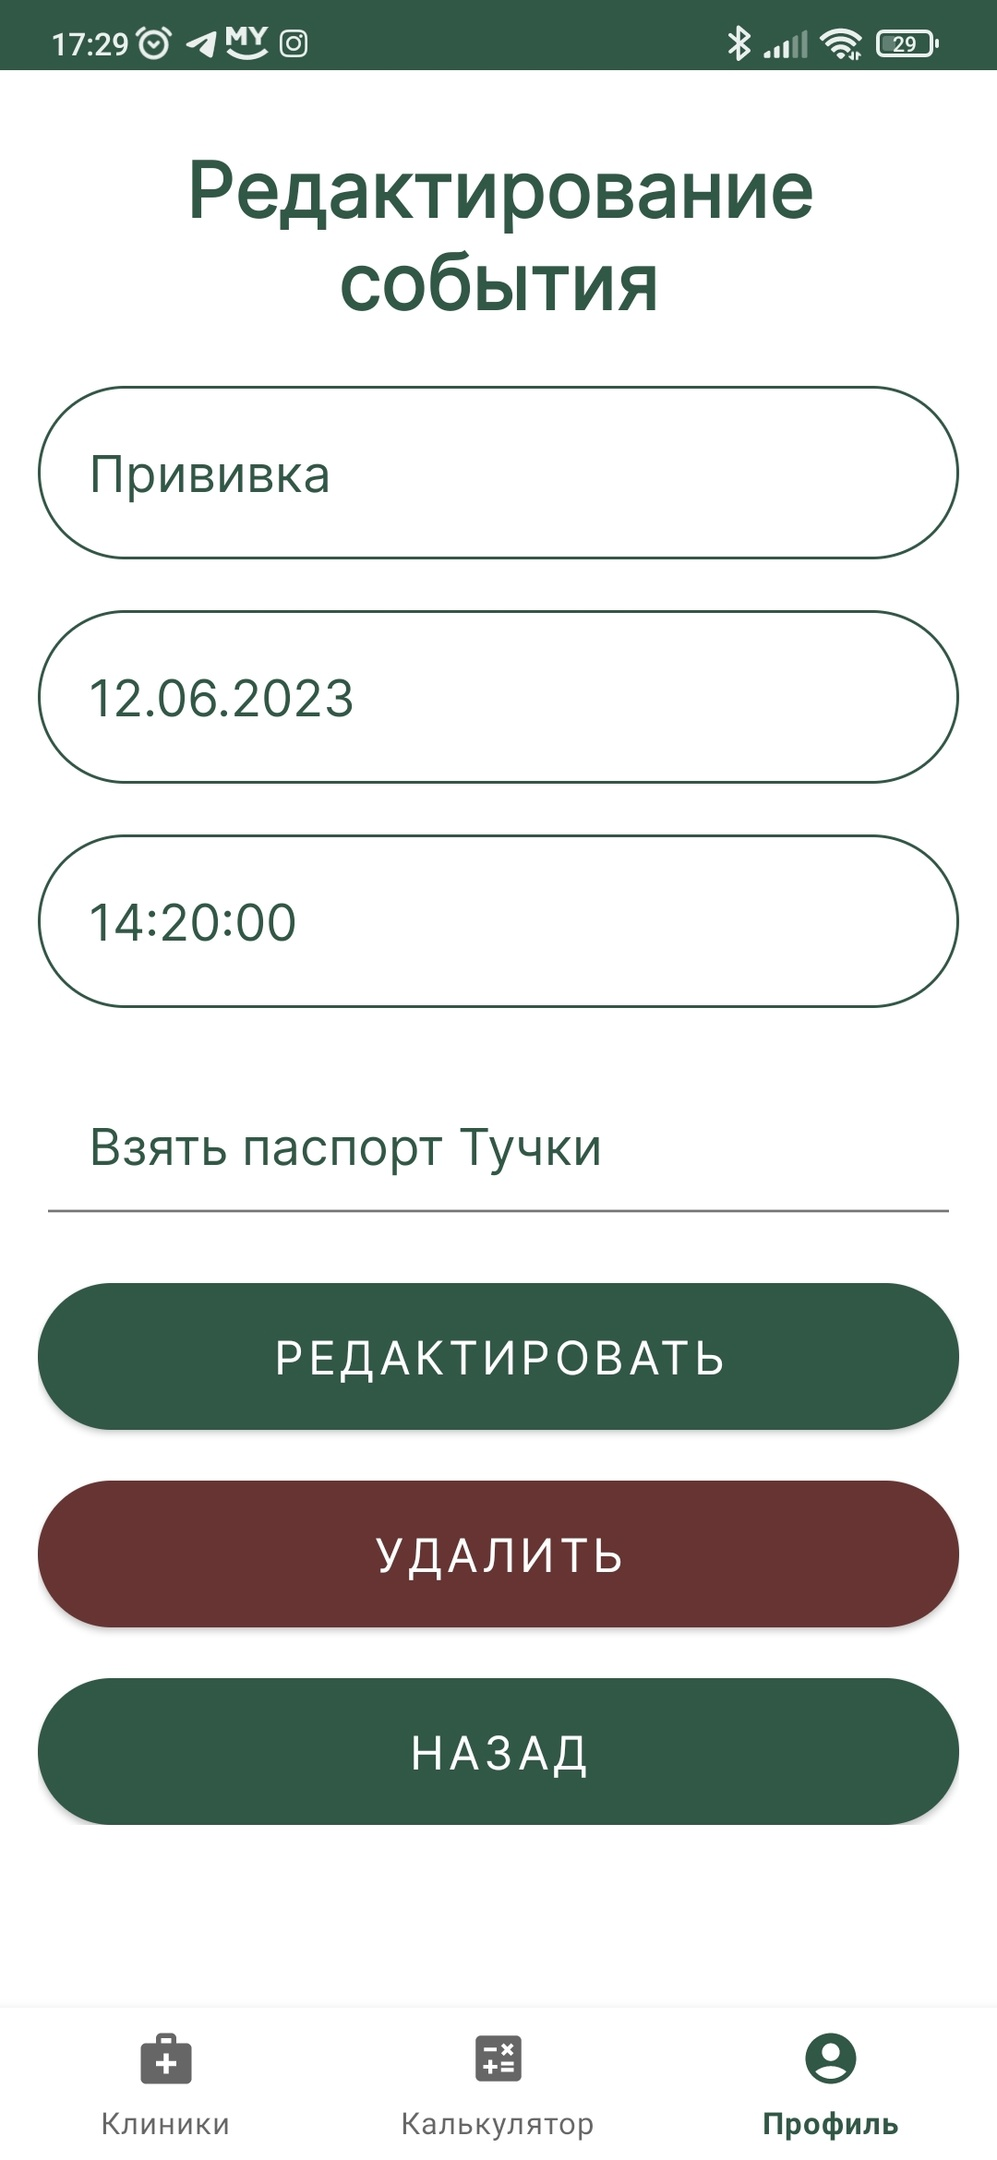 17:29 MY 29
Редактирование
события
Прививка
12.06.2023
14:20:00
Взять паспорт Тучки
РЕДАКТИРОВАТЬ
УДАЛИТЬ
НАЗАД
Клиники Калькулятор Профиль